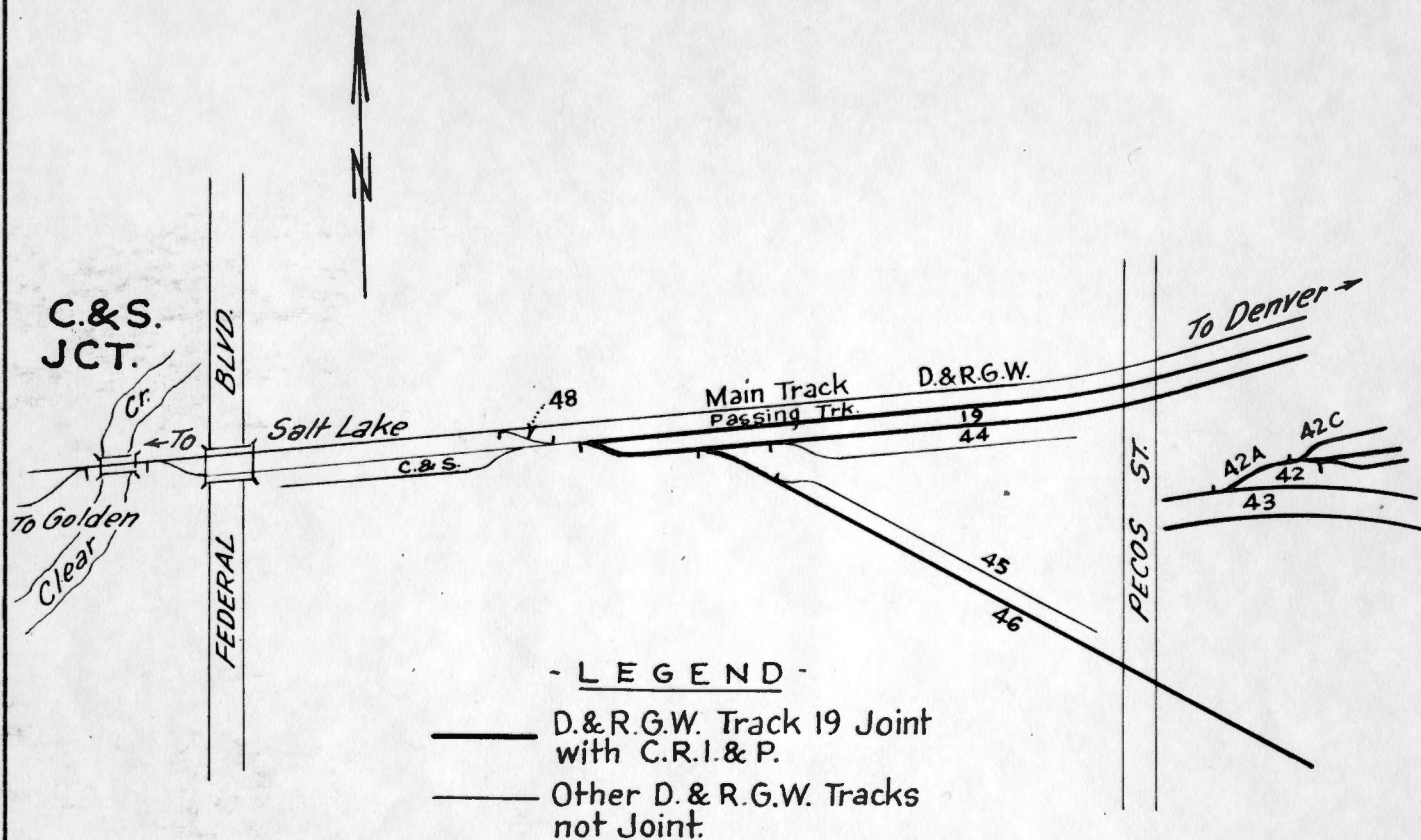 N
C.&S.
JCT.
Cr.
←To
BLVD.
Salt Lake
48
Main Track
D.&R.G.W.
To Denver →
Passing Trk.
19
44
C.&S.
To Golden
Clear
FEDERAL
45
46
PECOS ST.
42A
42C
42
43
- LEGEND -
D.&R.G.W. Track 19 Joint
with C.R.I.&P.
Other D.&R.G.W. Tracks
not Joint.